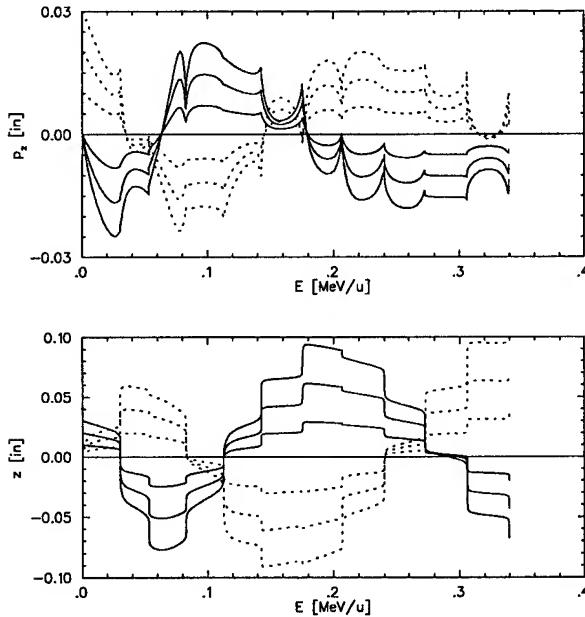 0.03
0.00
−0.03
p_z [in]
.0 .1 .2 .3 .4
E [MeV/u]
0.10
0.05
0.00
−0.05
−0.10
z [in]
.0 .1 .2 .3 .4
E [MeV/u]